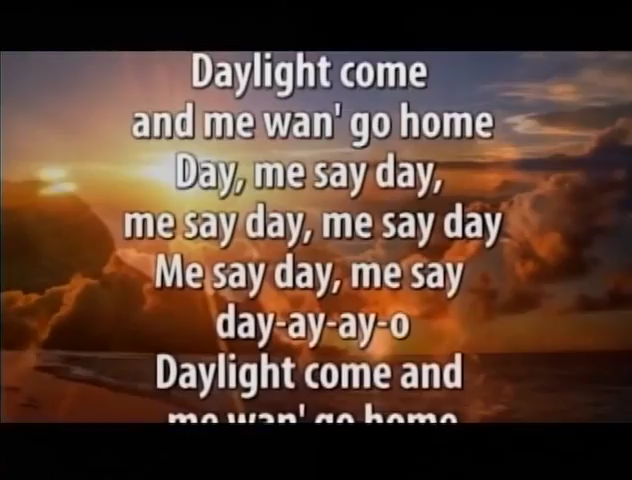 Daylight come
and me wan' go home
Day, me say day,
me say day, me say day
Me say day, me say
day-ay-ay-o
Daylight come and
me wan' go home